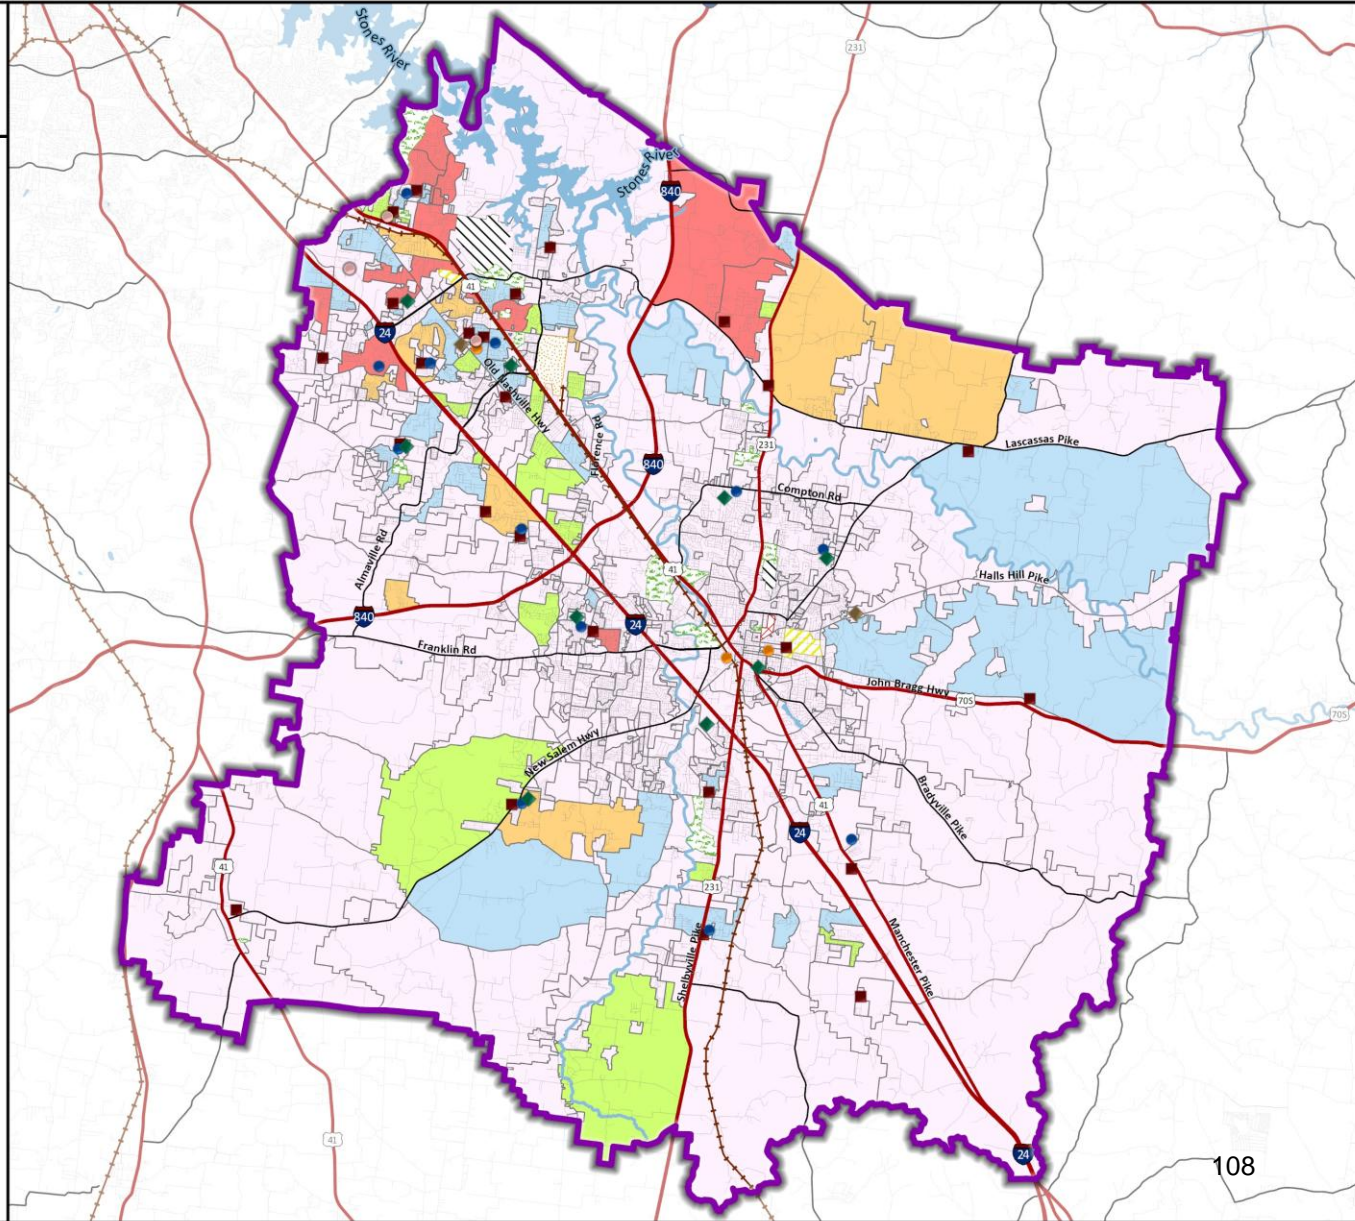 Stones River
231
Stones River
840
41
24
Old Nashville Hwy
Florence Rd
231
Lascassas Pike
840
Compton Rd
Almaville Rd
41
Halls Hill Pike
840
24
Franklin Rd
John Bragg Hwy
70S
70S
New Salem Hwy
Bradyville Pike
41
24
41
231
Shelbyville Pike
Manchester Pike
41
24
108